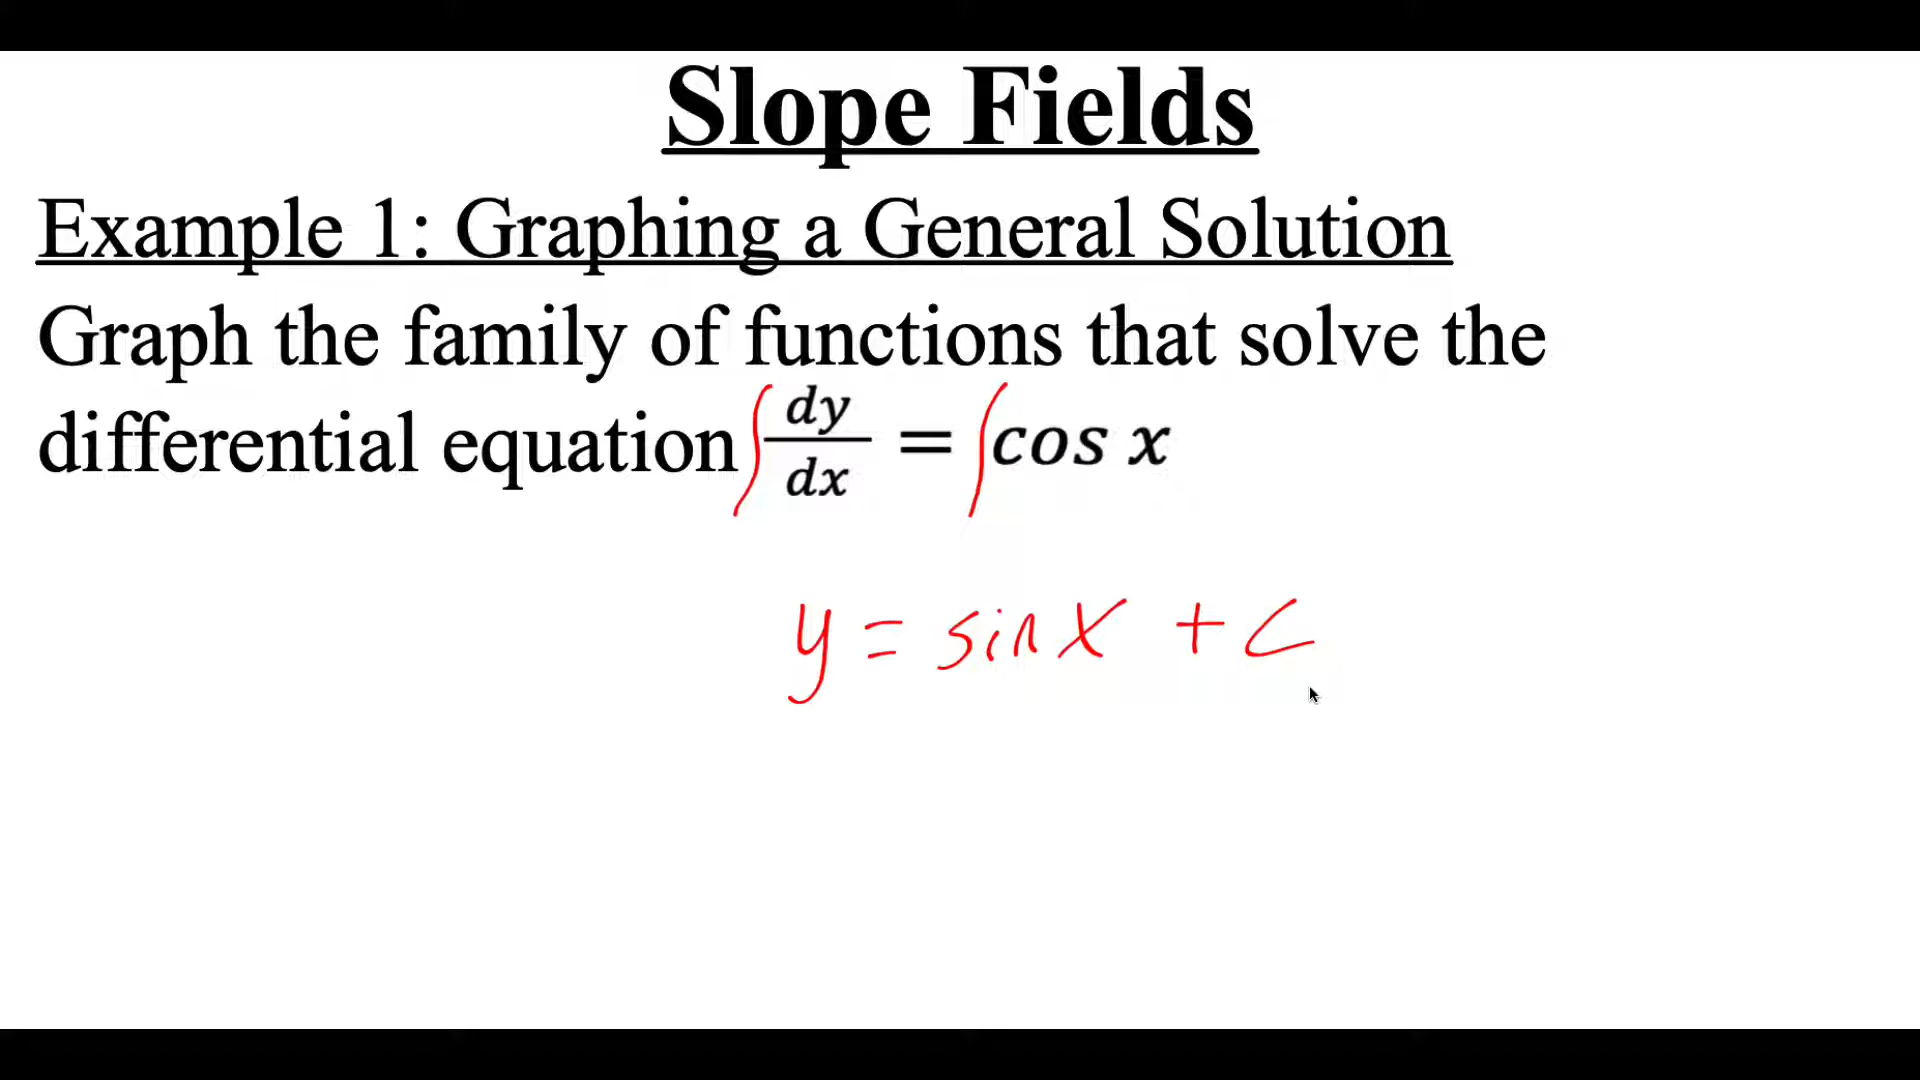 Slope Fields
Example 1: Graphing a General Solution
Graph the family of functions that solve the
differential equation ∫ dy/dx = ∫ cos x
y = sin x + C